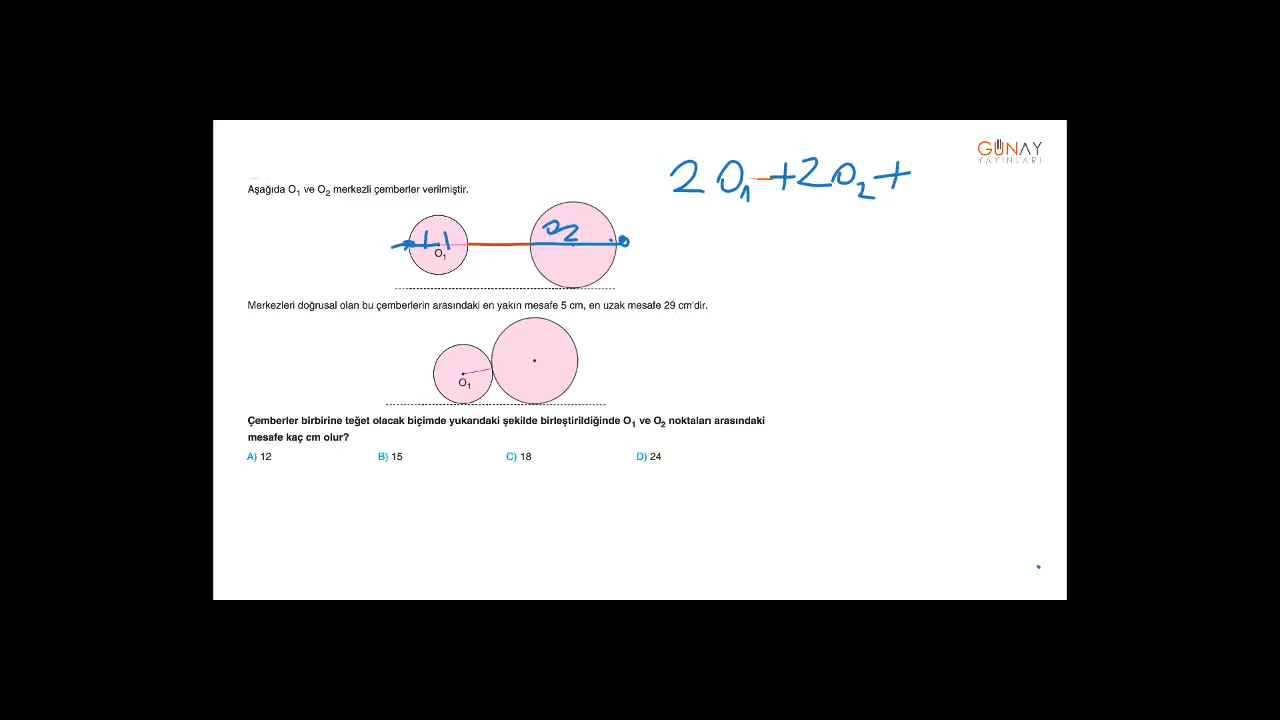 GÜNAY
YAYINLARI
2O₁+2O₂+
Aşağıda O₁ ve O₂ merkezli çemberler verilmiştir.
O₂
O₁
Merkezleri doğrusal olan bu çemberlerin arasındaki en yakın mesafe 5 cm, en uzak mesafe 29 cm'dir.
O₁
Çemberler birbirine teğet olacak biçimde yukarıdaki şekilde birleştirildiğinde O₁ ve O₂ noktaları arasındaki
mesafe kaç cm olur?
A) 12 B) 15 C) 18 D) 24